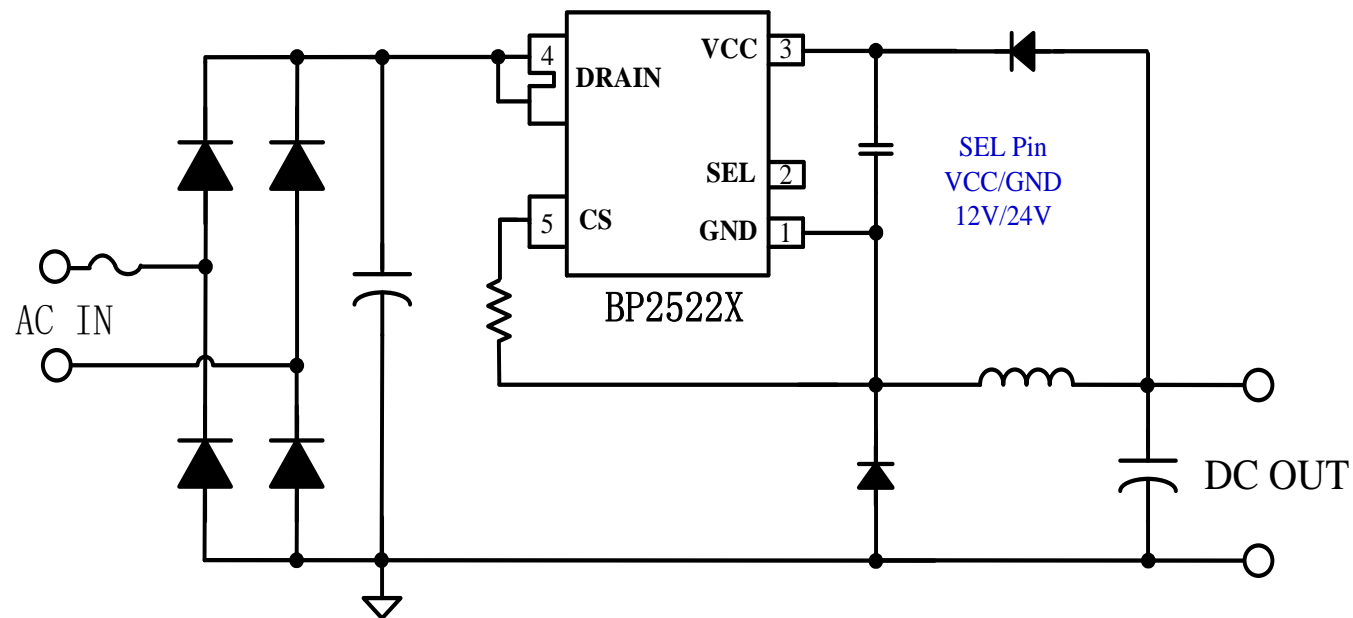 4
DRAIN
VCC
3
SEL
2
5
CS
GND
1
SEL Pin
VCC/GND
12V/24V
BP2522X
AC IN
DC OUT